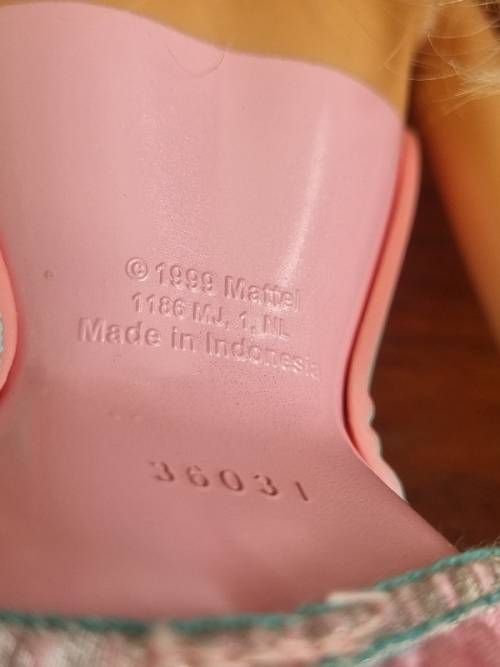 © 1999 Mattel
1186 MJ, 1, NL
Made in Indonesia
36031